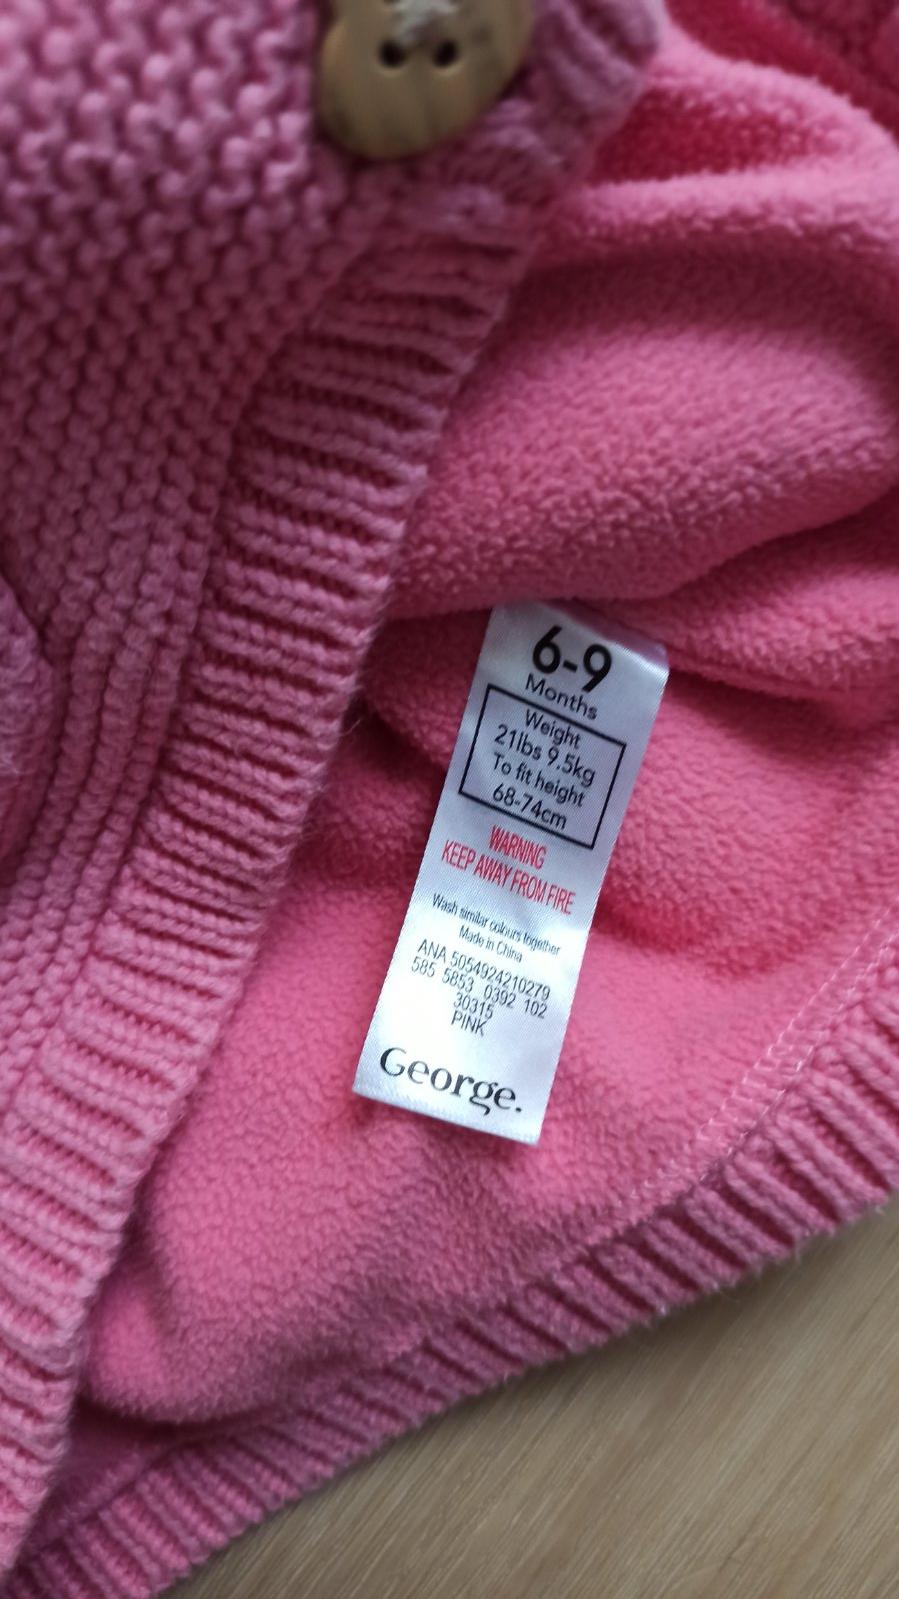 6-9
Months
Weight
21lbs 9.5kg
To fit height
68-74cm
WARNING
KEEP AWAY FROM FIRE
Wash similar colours together
Made in China
ANA 5054924210279
585 5853 0392 102
30315
PINK
George.